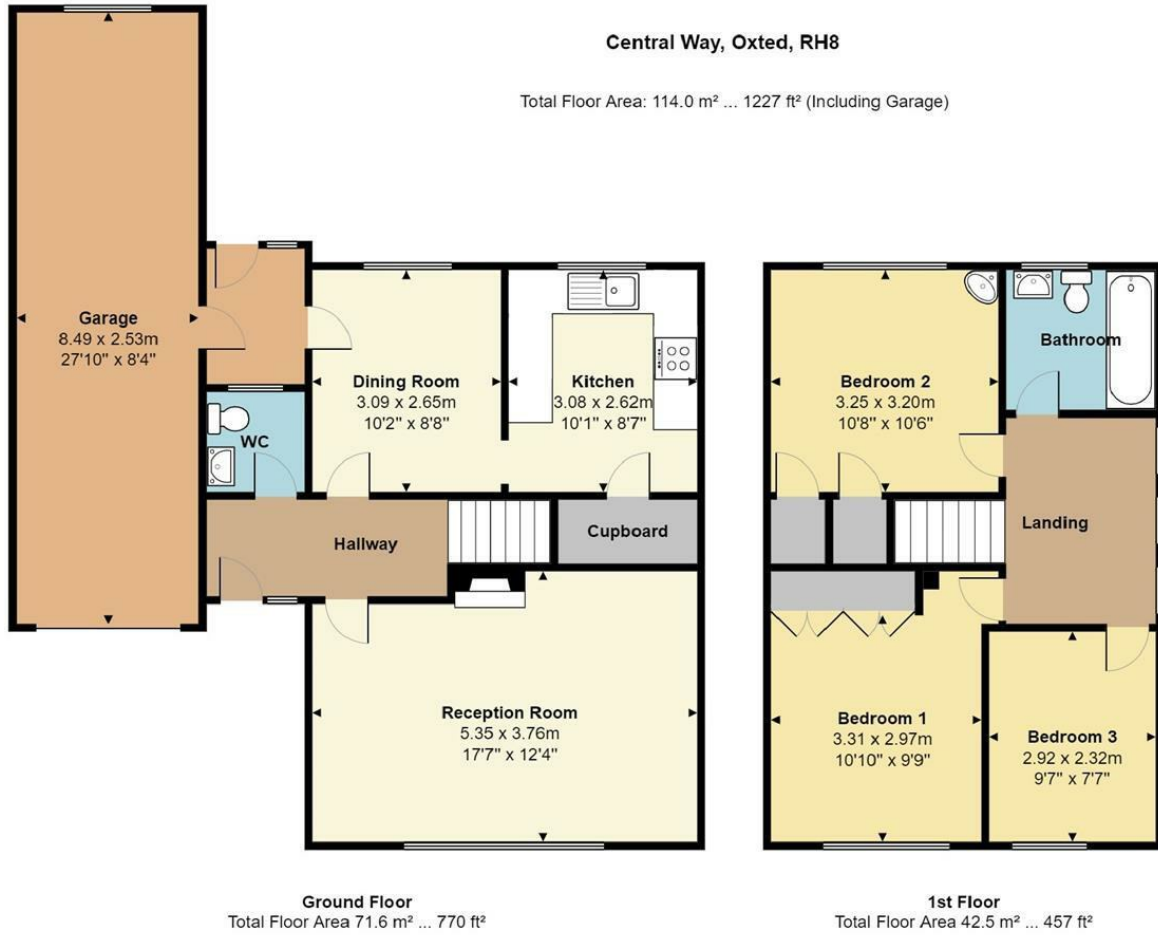 Central Way, Oxted, RH8
Total Floor Area: 114.0 m² ... 1227 ft² (Including Garage)
Garage
8.49 x 2.53m
27'10" x 8'4"
Dining Room
3.09 x 2.65m
10'2" x 8'8"
Kitchen
3.08 x 2.62m
10'1" x 8'7"
WC
Hallway
Cupboard
Reception Room
5.35 x 3.76m
17'7" x 12'4"
Bedroom 2
3.25 x 3.20m
10'8" x 10'6"
Bathroom
Landing
Bedroom 1
3.31 x 2.97m
10'10" x 9'9"
Bedroom 3
2.92 x 2.32m
9'7" x 7'7"
Ground Floor
Total Floor Area 71.6 m² ... 770 ft²
1st Floor
Total Floor Area 42.5 m² ... 457 ft²